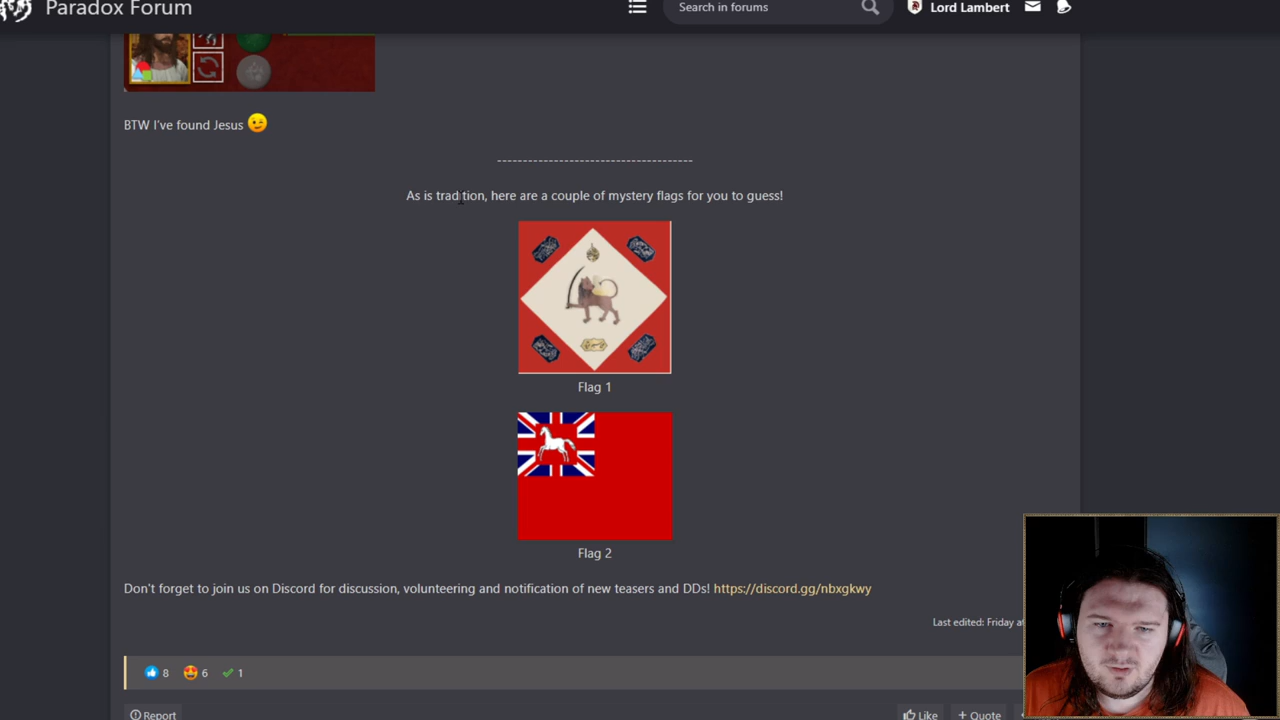 Paradox Forum
Search in forums
Lord Lambert
BTW I've found Jesus
-------------------------------------
As is tradition, here are a couple of mystery flags for you to guess!
Flag 1
Flag 2
Don't forget to join us on Discord for discussion, volunteering and notification of new teasers and DDs! https://discord.gg/nbxgkwy
Last edited: Friday at
8
6
1
Report
Like
+ Quote